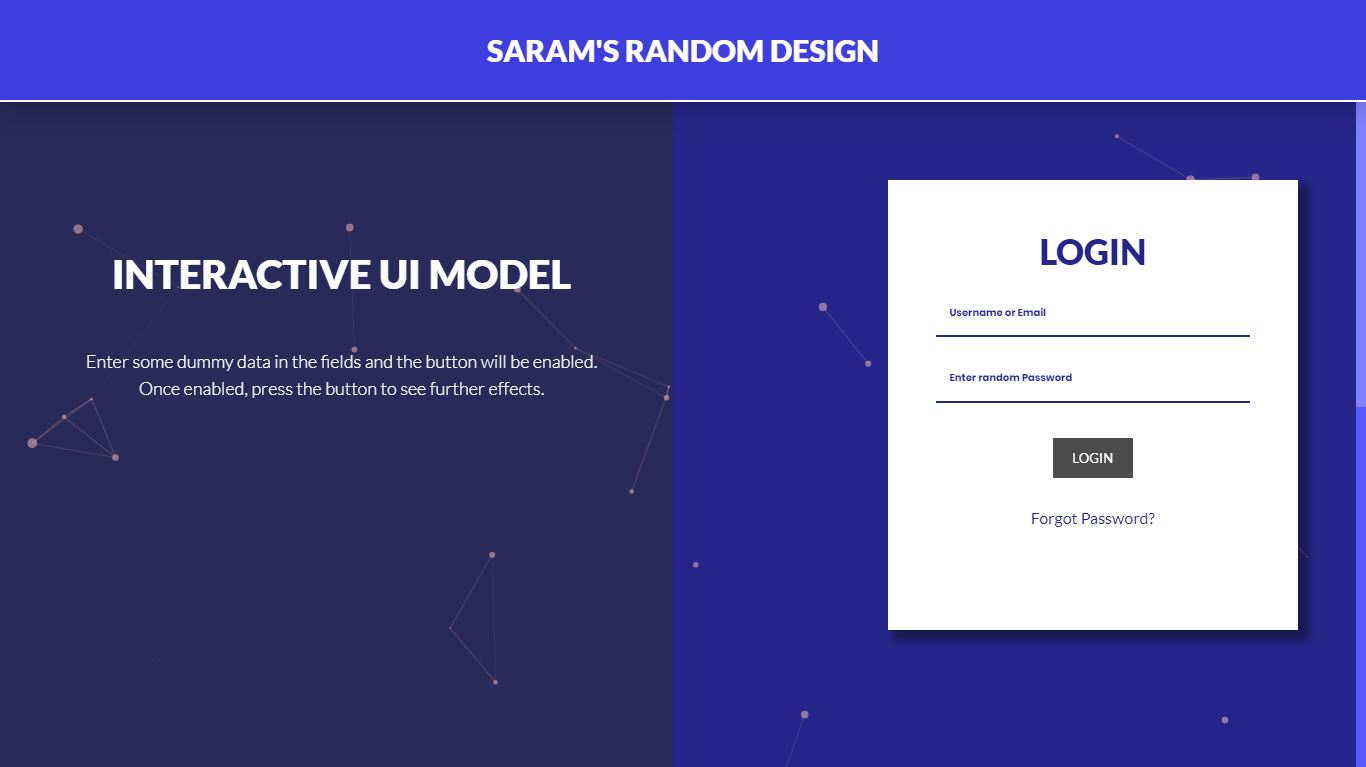 SARAM'S RANDOM DESIGN
INTERACTIVE UI MODEL
Enter some dummy data in the fields and the button will be enabled.
Once enabled, press the button to see further effects.
LOGIN
Username or Email
Enter random Password
LOGIN
Forgot Password?